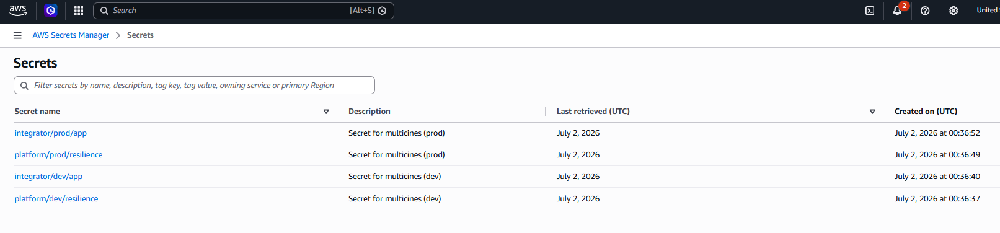 aws Search [Alt+S] 2 United
AWS Secrets Manager > Secrets
Secrets
Filter secrets by name, description, tag key, tag value, owning service or primary Region
Secret name Description Last retrieved (UTC) Created on (UTC)
integrator/prod/app Secret for multicines (prod) July 2, 2026 July 2, 2026 at 00:36:52
platform/prod/resilience Secret for multicines (prod) July 2, 2026 July 2, 2026 at 00:36:49
integrator/dev/app Secret for multicines (dev) July 2, 2026 July 2, 2026 at 00:36:40
platform/dev/resilience Secret for multicines (dev) July 2, 2026 July 2, 2026 at 00:36:37